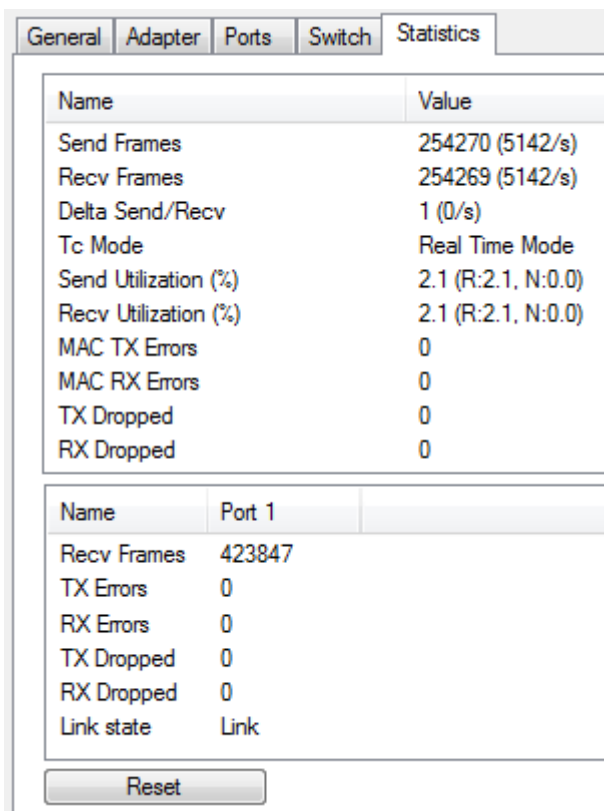 General Adapter Ports Switch Statistics
Name Value
Send Frames 254270 (5142/s)
Recv Frames 254269 (5142/s)
Delta Send/Recv 1 (0/s)
Tc Mode Real Time Mode
Send Utilization (%) 2.1 (R:2.1, N:0.0)
Recv Utilization (%) 2.1 (R:2.1, N:0.0)
MAC TX Errors 0
MAC RX Errors 0
TX Dropped 0
RX Dropped 0
Name Port 1
Recv Frames 423847
TX Errors 0
RX Errors 0
TX Dropped 0
RX Dropped 0
Link state Link
Reset